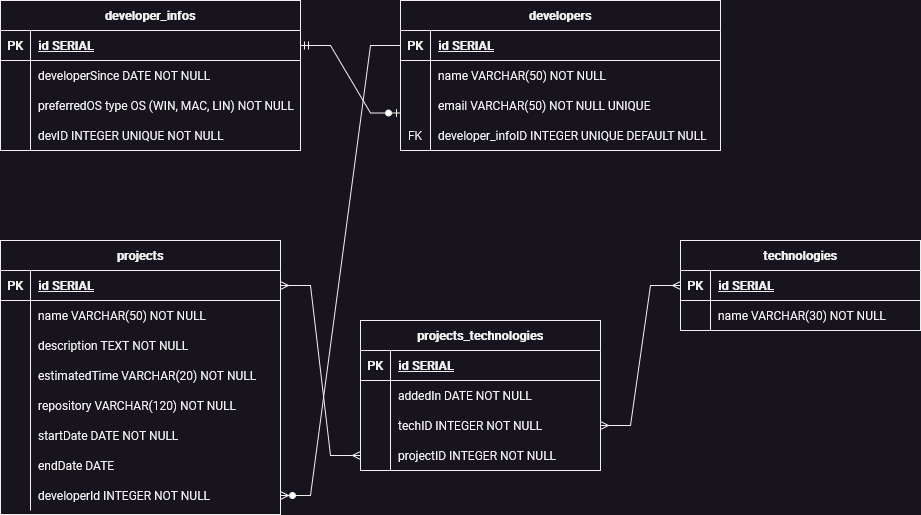 developer_infos
PK id SERIAL
developerSince DATE NOT NULL
preferredOS type OS (WIN, MAC, LIN) NOT NULL
devID INTEGER UNIQUE NOT NULL
developers
PK id SERIAL
name VARCHAR(50) NOT NULL
email VARCHAR(50) NOT NULL UNIQUE
FK developer_infoID INTEGER UNIQUE DEFAULT NULL
projects
PK id SERIAL
name VARCHAR(50) NOT NULL
description TEXT NOT NULL
estimatedTime VARCHAR(20) NOT NULL
repository VARCHAR(120) NOT NULL
startDate DATE NOT NULL
endDate DATE
developerId INTEGER NOT NULL
projects_technologies
PK id SERIAL
addedIn DATE NOT NULL
techID INTEGER NOT NULL
projectID INTEGER NOT NULL
technologies
PK id SERIAL
name VARCHAR(30) NOT NULL